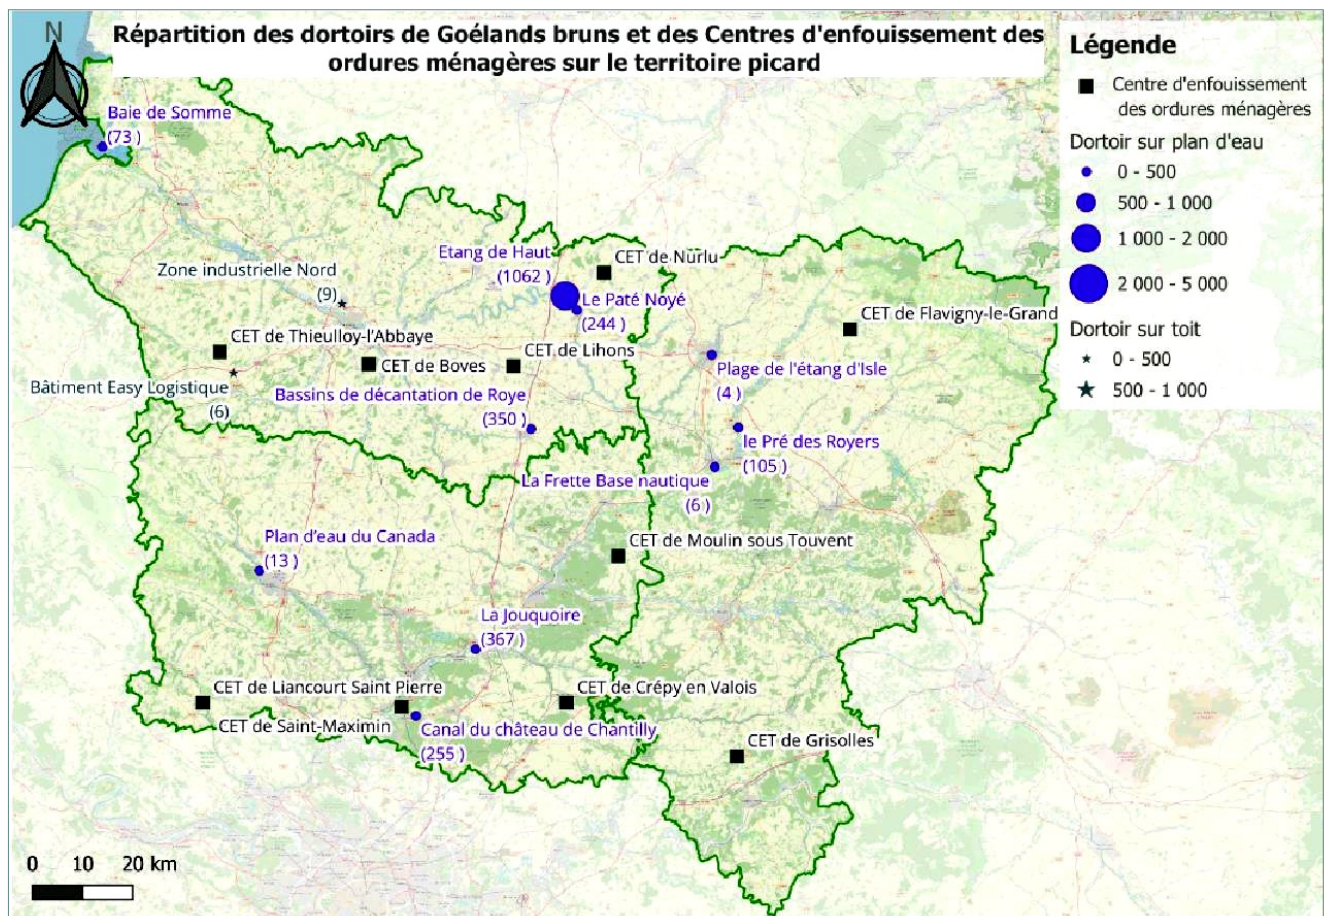 N
Répartition des dortoirs de Goélands bruns et des Centres d'enfouissement des
ordures ménagères sur le territoire picard
Légende
Centre d'enfouissement
des ordures ménagères
Dortoir sur plan d'eau
0 - 500
500 - 1 000
1 000 - 2 000
2 000 - 5 000
Dortoir sur toit
0 - 500
500 - 1 000
Baie de Somme
(73 )
Etang de Haut
(1062 )
CET de Nurlu
Zone industrielle Nord
(9)
Le Paté Noyé
(244 )
CET de Flavigny-le-Grand
CET de Thieulloy-l'Abbaye
CET de Boves
CET de Lihons
Plage de l'étang d'Isle
(4 )
Bâtiment Easy Logistique
(6)
Bassins de décantation de Roye
(350 )
le Pré des Royers
(105 )
La Frette Base nautique
(6 )
Plan d’eau du Canada
(13 )
CET de Moulin sous Touvent
La Jouquoire
(367 )
CET de Liancourt Saint Pierre
CET de Saint-Maximin
CET de Crépy en Valois
Canal du château de Chantilly
(255 )
CET de Grisolles
0 10 20 km